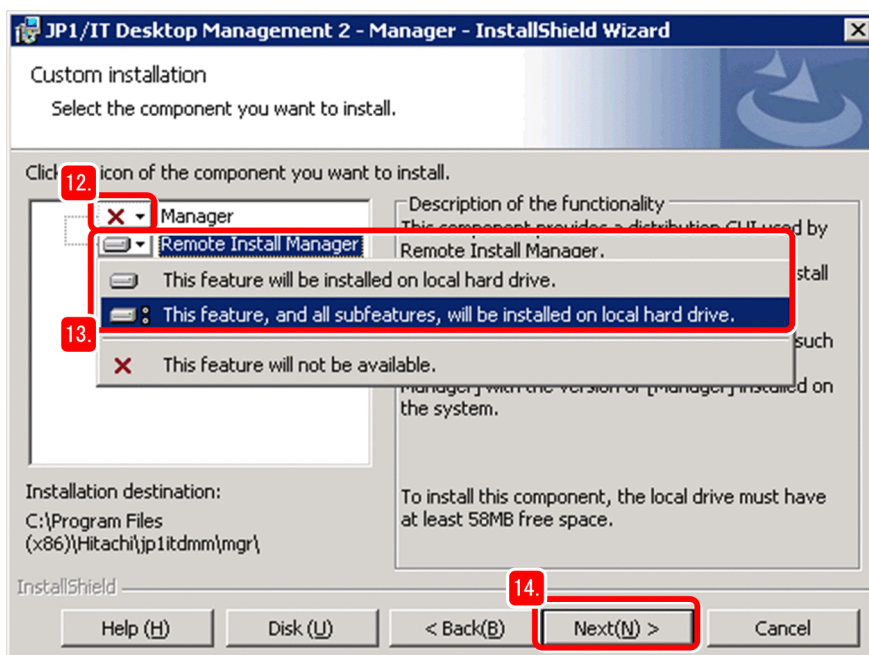 JP1/IT Desktop Management 2 - Manager - InstallShield Wizard
Custom installation
Select the component you want to install.
Click icon of the component you want to install.
12.
Manager
Remote Install Manager
This feature will be installed on local hard drive.
This feature, and all subfeatures, will be installed on local hard drive.
13.
This feature will not be available.
Description of the functionality
This component provides a distribution GUI used by
Remote Install Manager.
stall
such
Manager] with the version of [Manager] installed on
the system.
To install this component, the local drive must have
at least 58MB free space.
Installation destination:
C:\Program Files
(x86)\Hitachi\jp1itdmm\mgr\
InstallShield
14.
Help (H)
Disk (U)
< Back(B)
Next(N) >
Cancel